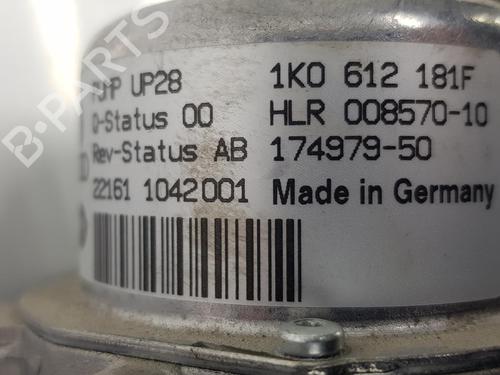 UP28 1K0 612 181F
Q-Status 00 HLR 008570-10
Rev-Status AB 174979-50
22161 1042001 Made in Germany